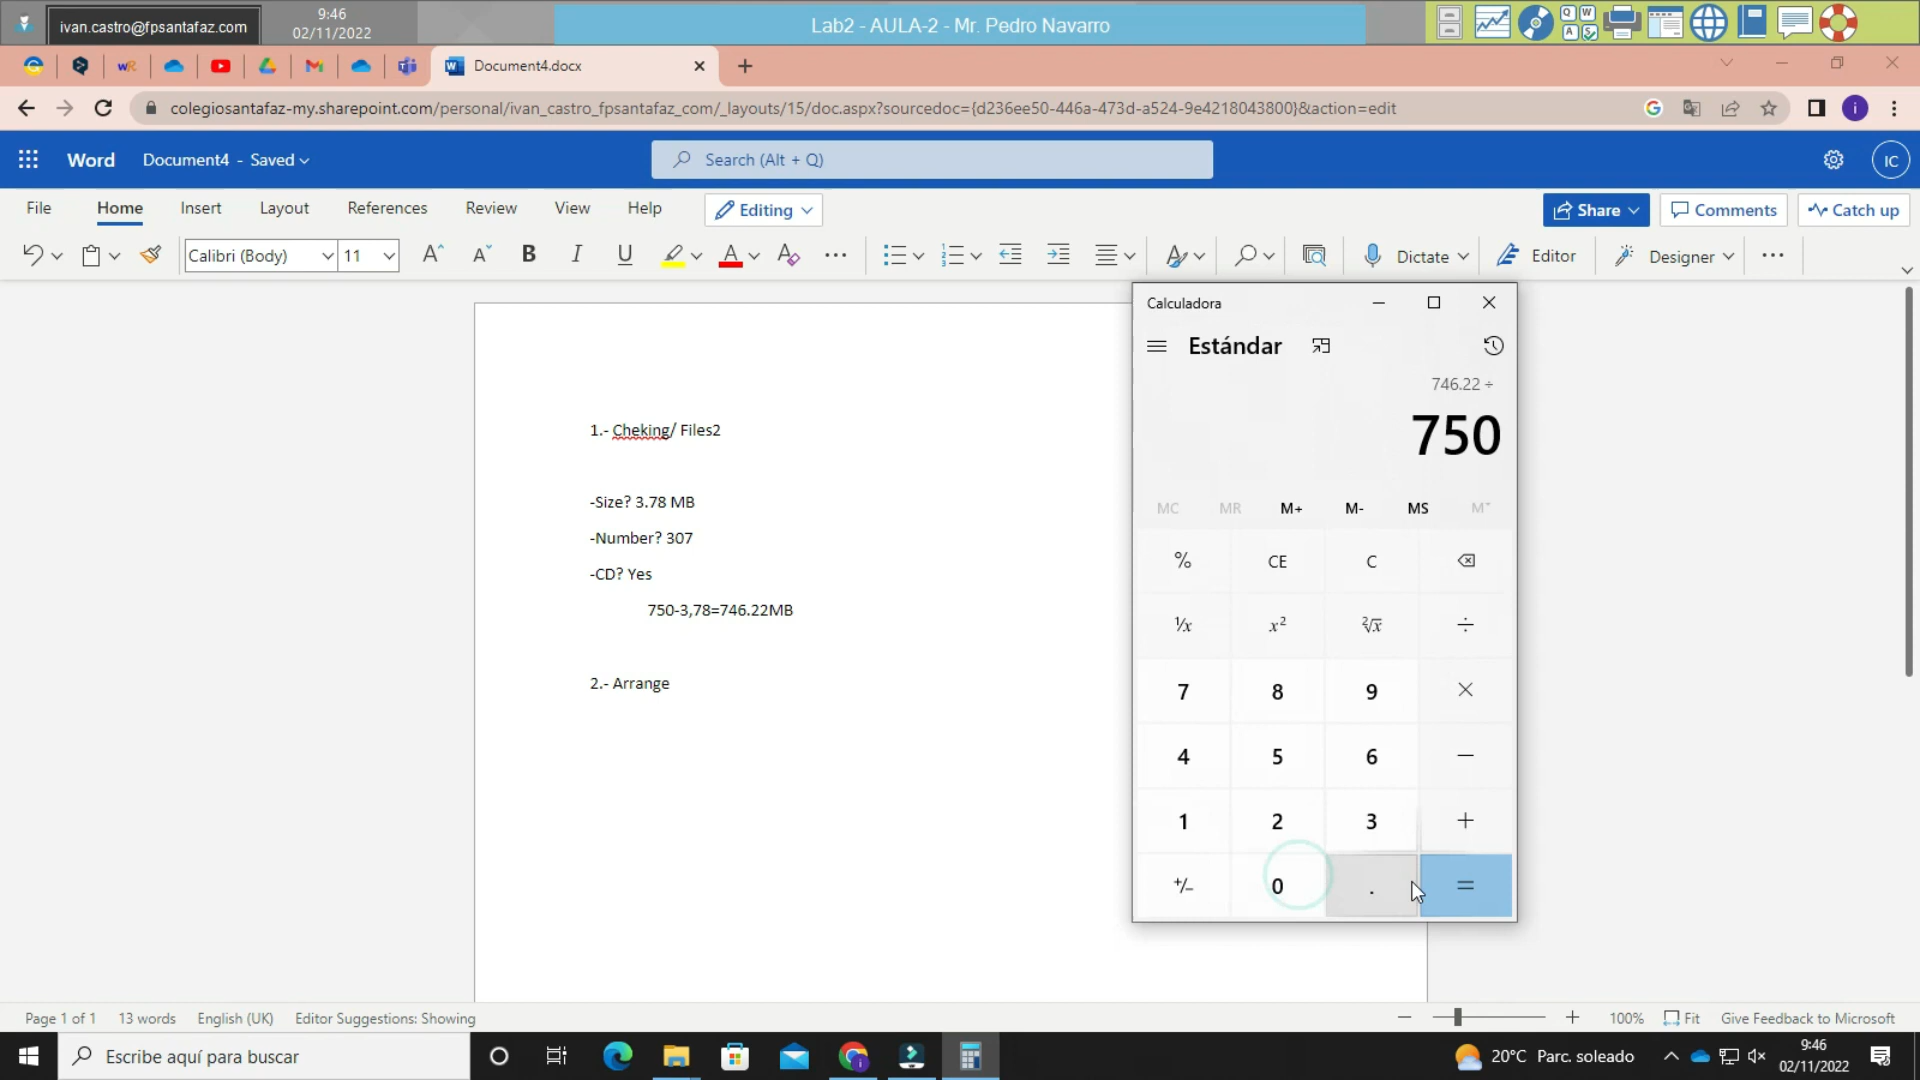 ivan.castro@fpsantafaz.com
9:46
02/11/2022
Lab2 - AULA-2 - Mr. Pedro Navarro
Document4.docx
colegiosantafaz-my.sharepoint.com/personal/ivan_castro_fpsantafaz_com/_layouts/15/doc.aspx?sourcedoc={d236ee50-446a-473d-a524-9e4218043800}&action=edit
Word
Document4 - Saved
Search (Alt + Q)
IC
File Home Insert Layout References Review View Help Editing
Share Comments Catch up
Calibri (Body) 11 Dictate Editor Designer
1.- Cheking/ Files2
-Size? 3.78 MB
-Number? 307
-CD? Yes
750-3,78=746.22MB
2.- Arrange
Calculadora
Estándar
746.22 ÷
750
MC MR M+ M- MS M˅
% CE C
¹/x x² ²√x ÷
7 8 9 ×
4 5 6 −
1 2 3 +
+/− 0 . =
Page 1 of 1 13 words English (UK) Editor Suggestions: Showing
100% Fit Give Feedback to Microsoft
Escribe aquí para buscar
20°C Parc. soleado
9:46
02/11/2022